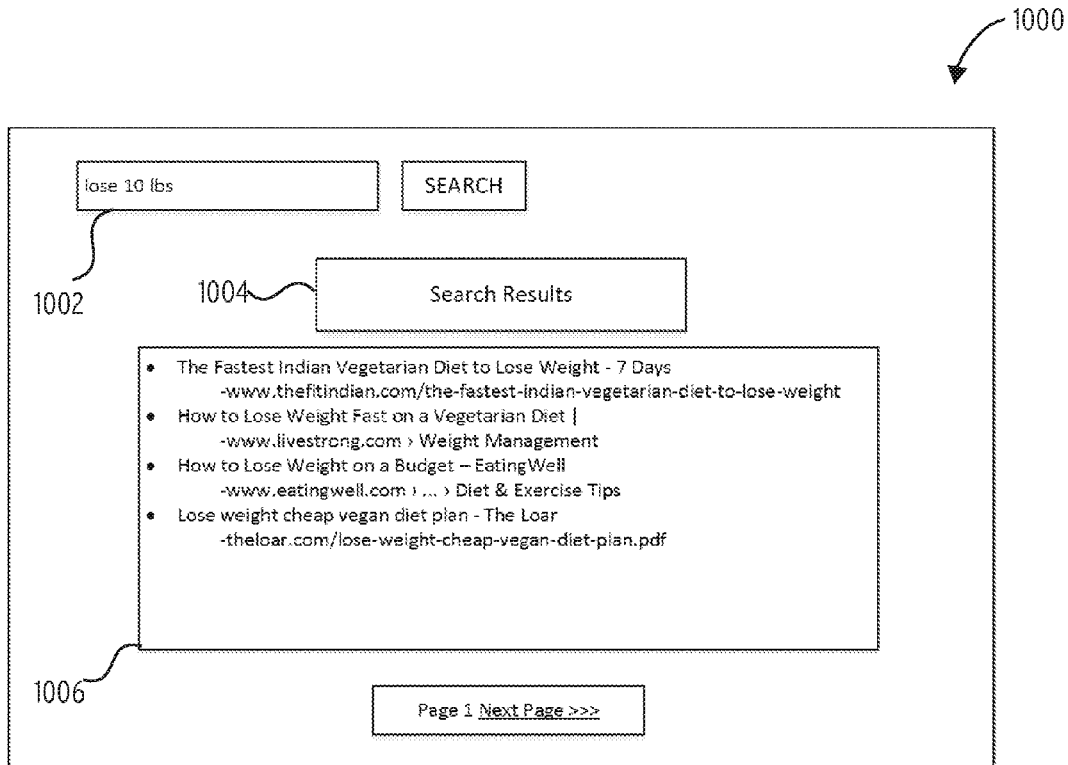 1000
lose 10 lbs
SEARCH
1002
1004
Search Results
• The Fastest Indian Vegetarian Diet to Lose Weight - 7 Days
-www.thefitindian.com/the-fastest-indian-vegetarian-diet-to-lose-weight
• How to Lose Weight Fast on a Vegetarian Diet |
-www.livestrong.com › Weight Management
• How to Lose Weight on a Budget – EatingWell
-www.eatingwell.com › ... › Diet & Exercise Tips
• Lose weight cheap vegan diet plan - The Loar
-theloar.com/lose-weight-cheap-vegan-diet-plan.pdf
1006
Page 1 Next Page >>>